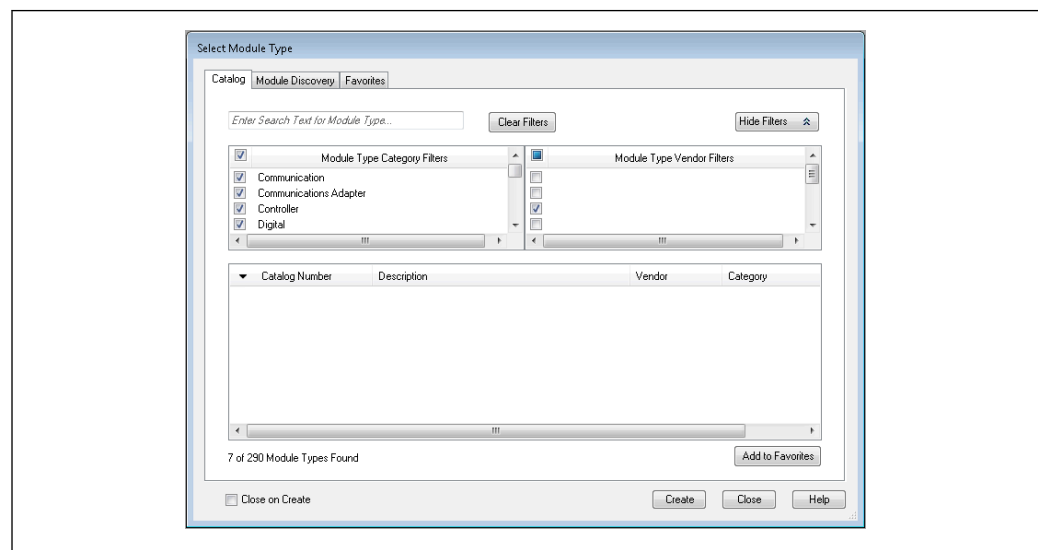 Select Module Type
Catalog Module Discovery Favorites
Enter Search Text for Module Type... Clear Filters Hide Filters
Module Type Category Filters Module Type Vendor Filters
Communication
Communications Adapter
Controller
Digital
Catalog Number Description Vendor Category
7 of 290 Module Types Found Add to Favorites
Close on Create Create Close Help